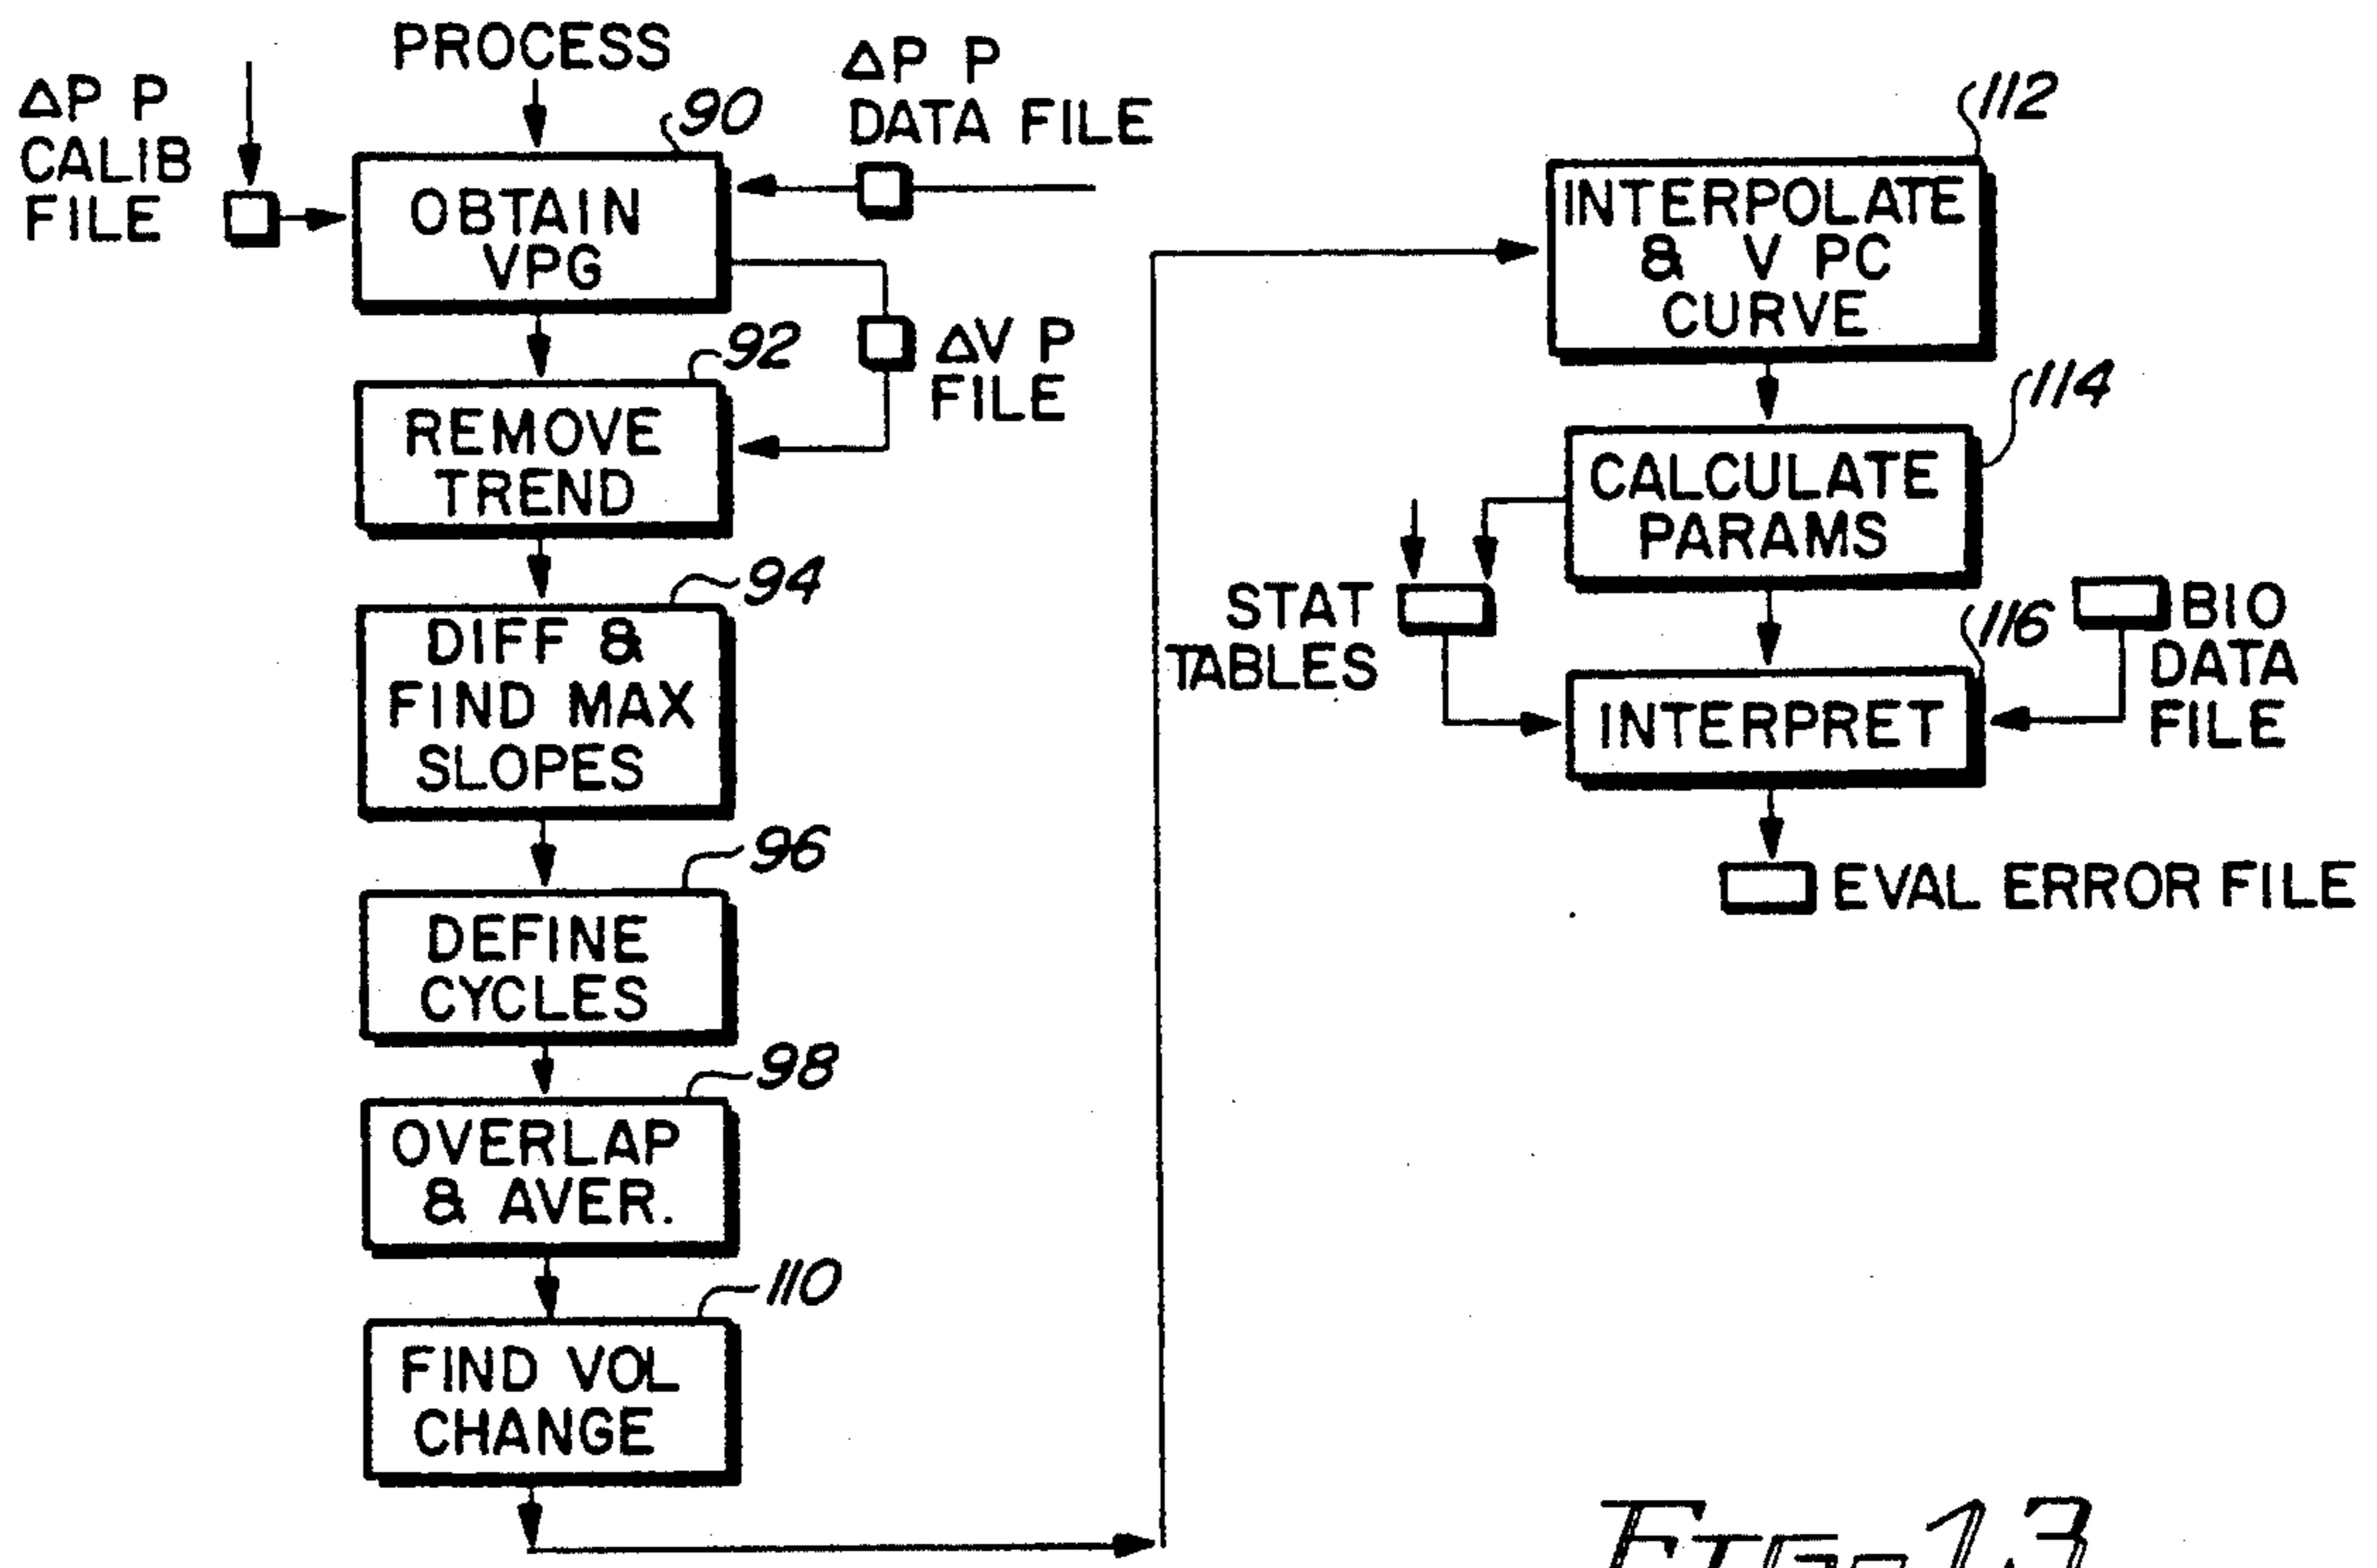 PROCESS
ΔP P
CALIB
FILE
ΔP P
DATA FILE
90
OBTAIN
VPG
ΔV P
FILE
92
REMOVE
TREND
94
DIFF &
FIND MAX
SLOPES
96
DEFINE
CYCLES
98
OVERLAP
& AVER.
110
FIND VOL
CHANGE
112
INTERPOLATE
& V PC
CURVE
114
CALCULATE
PARAMS
STAT
TABLES
116
INTERPRET
BIO
DATA
FILE
EVAL ERROR FILE
FIG-13